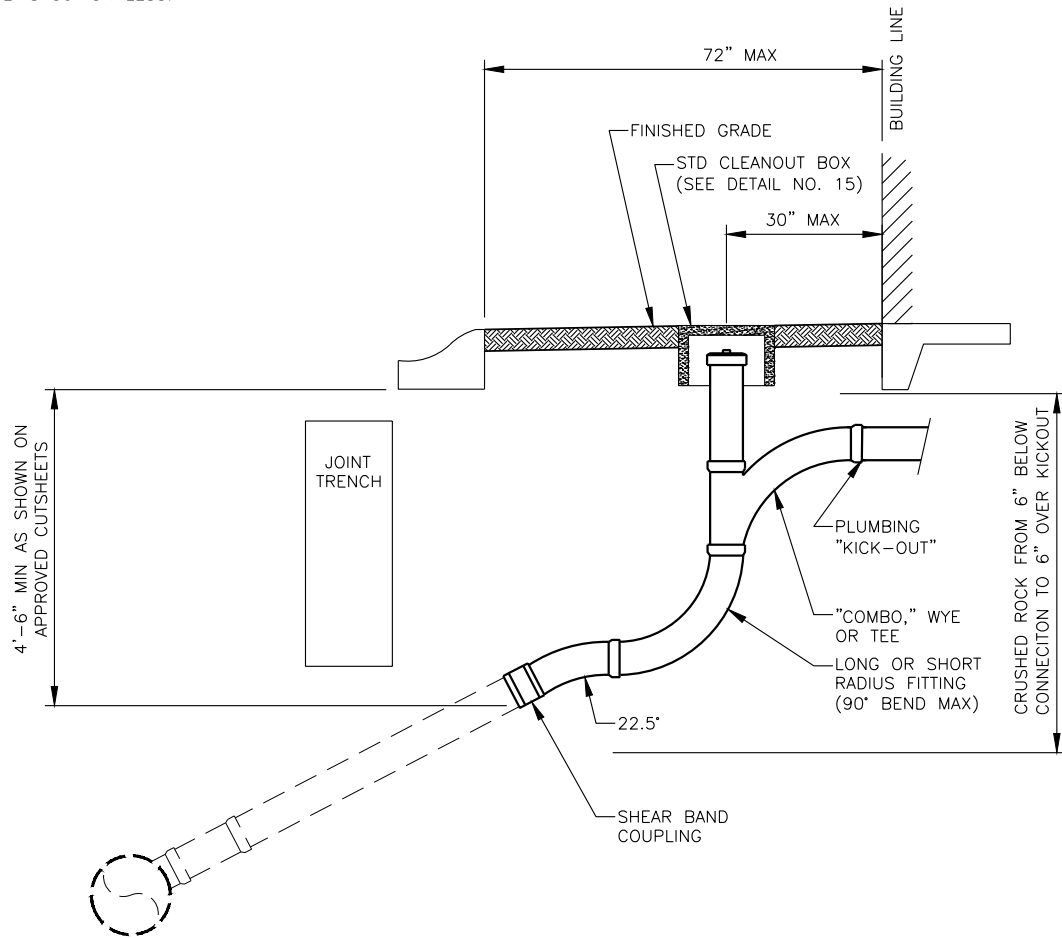 72” MAX
BUILDING LINE
FINISHED GRADE
STD CLEANOUT BOX
(SEE DETAIL NO. 15)
30” MAX
4’-6” MIN AS SHOWN ON
APPROVED CUTSHEETS
JOINT
TRENCH
CRUSHED ROCK FROM 6” BELOW
CONNECITON TO 6” OVER KICKOUT
PLUMBING
"KICK-OUT"
"COMBO," WYE
OR TEE
LONG OR SHORT
RADIUS FITTING
(90° BEND MAX)
22.5°
SHEAR BAND
COUPLING